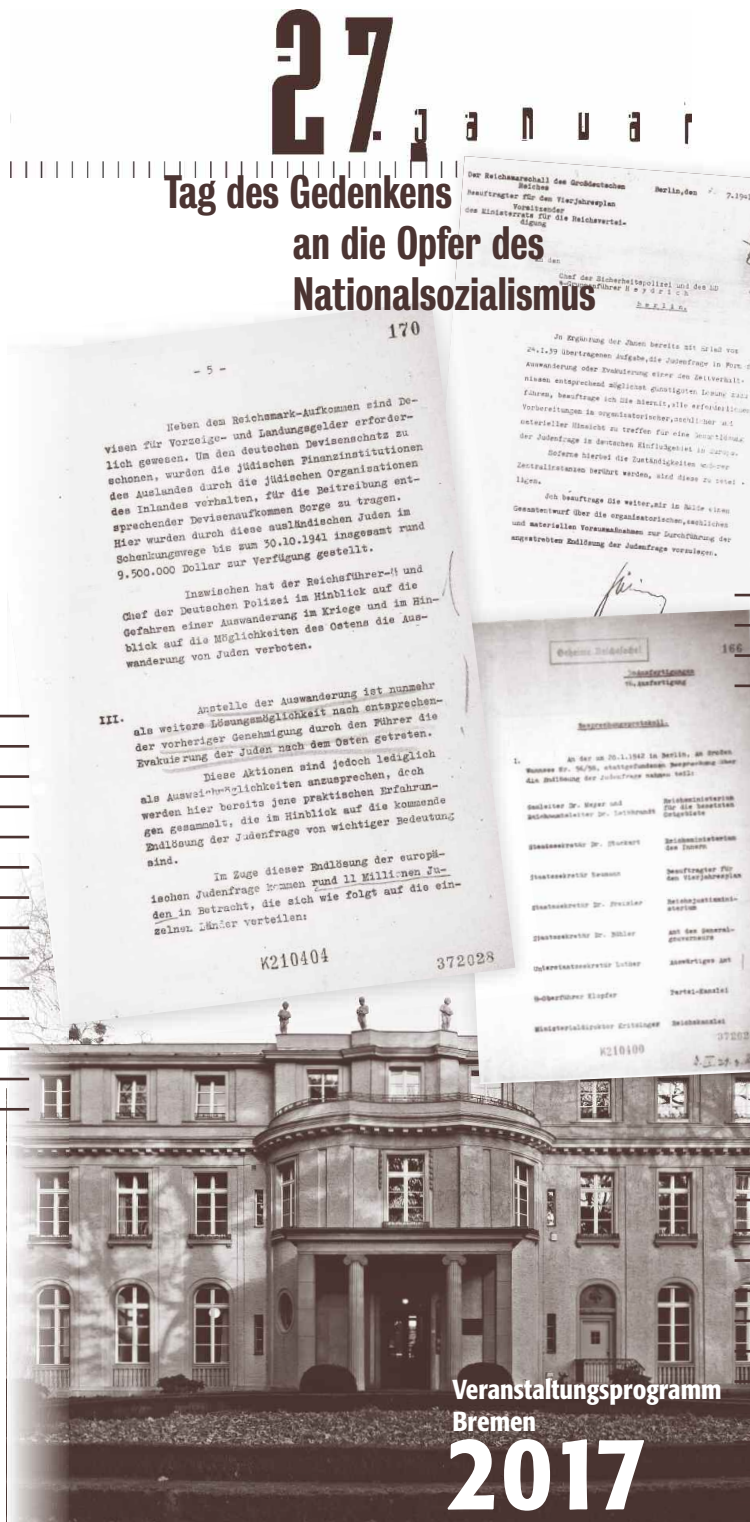 27. Januar
Tag des Gedenkens
an die Opfer des
Nationalsozialismus
Der Reichsmarschall des Großdeutschen
Reiches
Beauftragter für den Vierjahresplan
Vorsitzender
des Ministerrats für die Reichsvertei-
digung
Berlin, den 7.1941
den
Chef der Sicherheitspolizei und des SD
Gruppenführer Heydrich
Berlin.
In Ergänzung der Ihnen bereits mit Erlaß vom
24.1.39 übertragenen Aufgabe, die Judenfrage in Form
Auswanderung oder Evakuierung einer den Zeitverhält-
nissen entsprechend möglichst günstigsten Lösung
führen, beauftrage ich Sie hiermit, alle erforderlichen
Vorbereitungen in organisatorischer, sachlicher und
materieller Hinsicht zu treffen für eine Gesamtlösung
der Judenfrage im deutschen Einflußgebiet in Europa.
Soferne hierbei die Zuständigkeiten anderer
Zentralinstanzen berührt werden, sind diese zu betei-
ligen.
Ich beauftrage Sie weiter, mir in Bälde einen
Gesamtentwurf über die organisatorischen, sachlichen
und materiellen Vorausmaßnahmen zur Durchführung der
angestrebten Endlösung der Judenfrage vorzulegen.
170
- 5 -
Neben dem Reichsmark-Aufkommen sind De-
visen für Vorzeige- und Landungsgelder erforder-
lich gewesen. Um den deutschen Devisenschatz zu
schonen, wurden die jüdischen Finanzinstitutionen
des Auslandes durch die jüdischen Organisationen
des Inlandes verhalten, für die Beitreibung ent-
sprechender Devisenaufkommen Sorge zu tragen.
Hier wurden durch diese ausländischen Juden im
Schenkungswege bis zum 30.10.1941 insgesamt rund
9.500.000 Dollar zur Verfügung gestellt.
Inzwischen hat der Reichsführer-SS und
Chef der Deutschen Polizei im Hinblick auf die
Gefahren einer Auswanderung im Kriege und im Hin-
blick auf die Möglichkeiten des Ostens die Aus-
wanderung von Juden verboten.
III. Anstelle der Auswanderung ist nunmehr
als weitere Lösungsmöglichkeit nach entsprechen-
der vorheriger Genehmigung durch den Führer die
Evakuierung der Juden nach dem Osten getreten.
Diese Aktionen sind jedoch lediglich
als Ausweichmöglichkeiten anzusprechen, doch
werden hier bereits jene praktischen Erfahrun-
gen gesammelt, die im Hinblick auf die kommende
Endlösung der Judenfrage von wichtiger Bedeutung
sind.
Im Zuge dieser Endlösung der europä-
ischen Judenfrage kommen rund 11 Millionen Ju-
den in Betracht, die sich wie folgt auf die ein-
zelnen Länder verteilen:
K210404
372028
Geheime Reichssache!
166
Ausfertigungen
Ausfertigung
Besprechungsprotokoll.
I. An der am 20.1.1942 in Berlin, Am Großen
Wannsee Nr. 56/58, stattgefundenen Besprechung über
die Endlösung der Judenfrage nahmen teil:
Gauleiter Dr. Meyer und
Reichsamtsleiter Dr. Leibbrandt
Reichsministerium
für die besetzten
Ostgebiete
Staatssekretär Dr. Stuckart
Reichsministerium
des Innern
Staatssekretär Neumann
Beauftragter für
den Vierjahresplan
Staatssekretär Dr. Freisler
Reichsjustizmini-
sterium
Staatssekretär Dr. Bühler
Amt des General-
gouverneurs
Unterstaatssekretär Luther
Auswärtiges Amt
SS-Oberführer Klopfer
Partei-Kanzlei
Ministerialdirektor Kritzinger
Reichskanzlei
K210400
Veranstaltungsprogramm
Bremen
2017